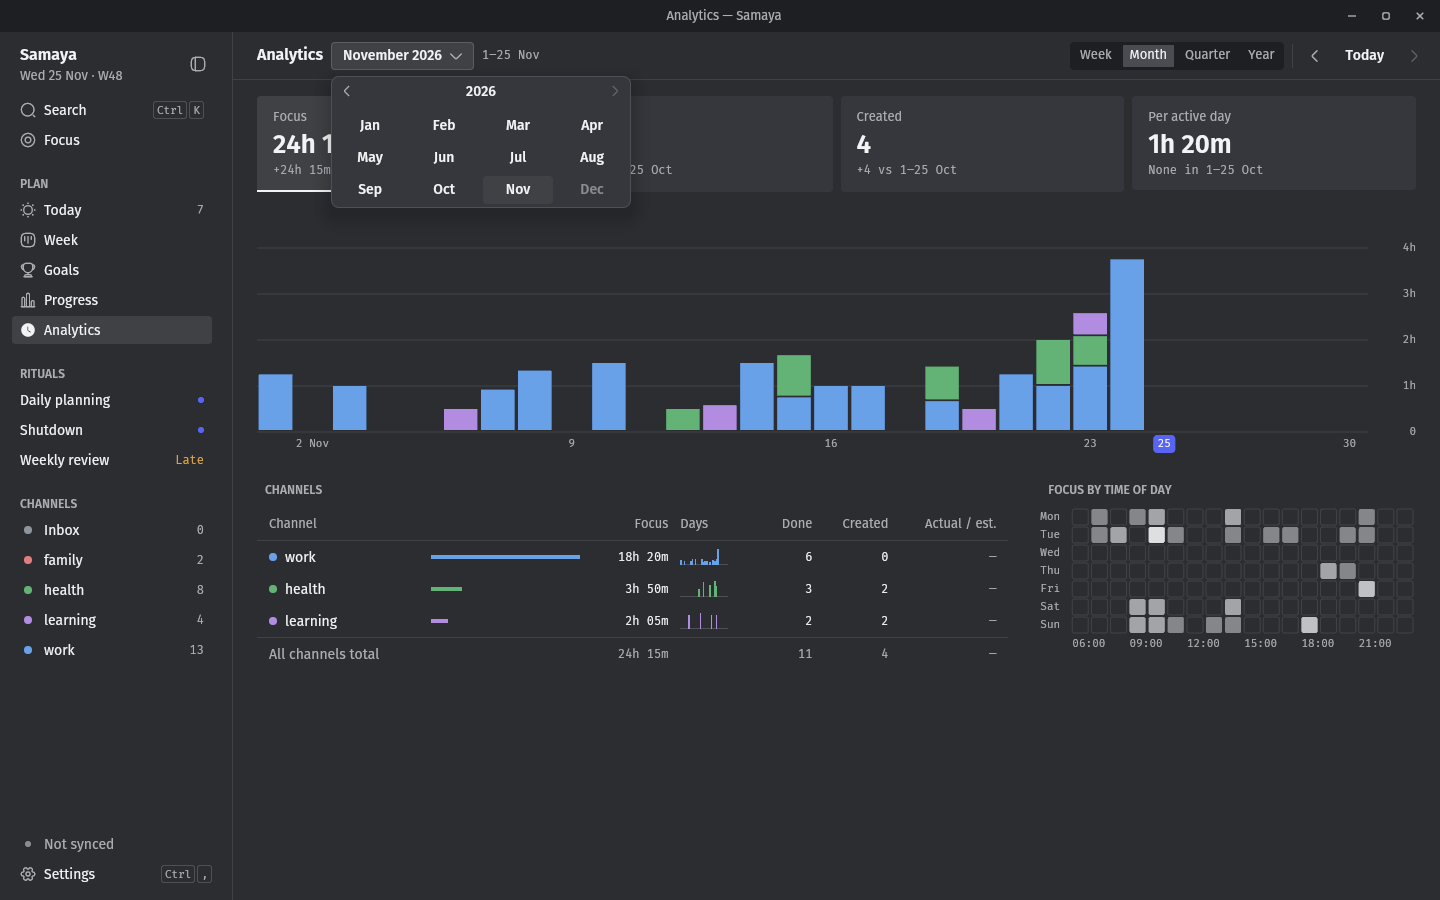 Analytics — Samaya
Samaya
Wed 25 Nov · W48
Search Ctrl K
Focus
PLAN
Today 7
Week
Goals
Progress
Analytics
RITUALS
Daily planning
Shutdown
Weekly review Late
CHANNELS
Inbox 0
family 2
health 8
learning 4
work 13
Not synced
Settings Ctrl ,
Analytics November 2026 1–25 Nov
Week Month Quarter Year Today
2026
Jan Feb Mar Apr
May Jun Jul Aug
Sep Oct Nov Dec
Focus
24h 1
+24h 15m
25 Oct
Created
4
+4 vs 1–25 Oct
Per active day
1h 20m
None in 1–25 Oct
4h
3h
2h
1h
0
2 Nov 9 16 23 25 30
CHANNELS
Channel Focus Days Done Created Actual / est.
work 18h 20m 6 0 —
health 3h 50m 3 2 —
learning 2h 05m 2 2 —
All channels total 24h 15m 11 4 —
FOCUS BY TIME OF DAY
Mon
Tue
Wed
Thu
Fri
Sat
Sun
06:00 09:00 12:00 15:00 18:00 21:00